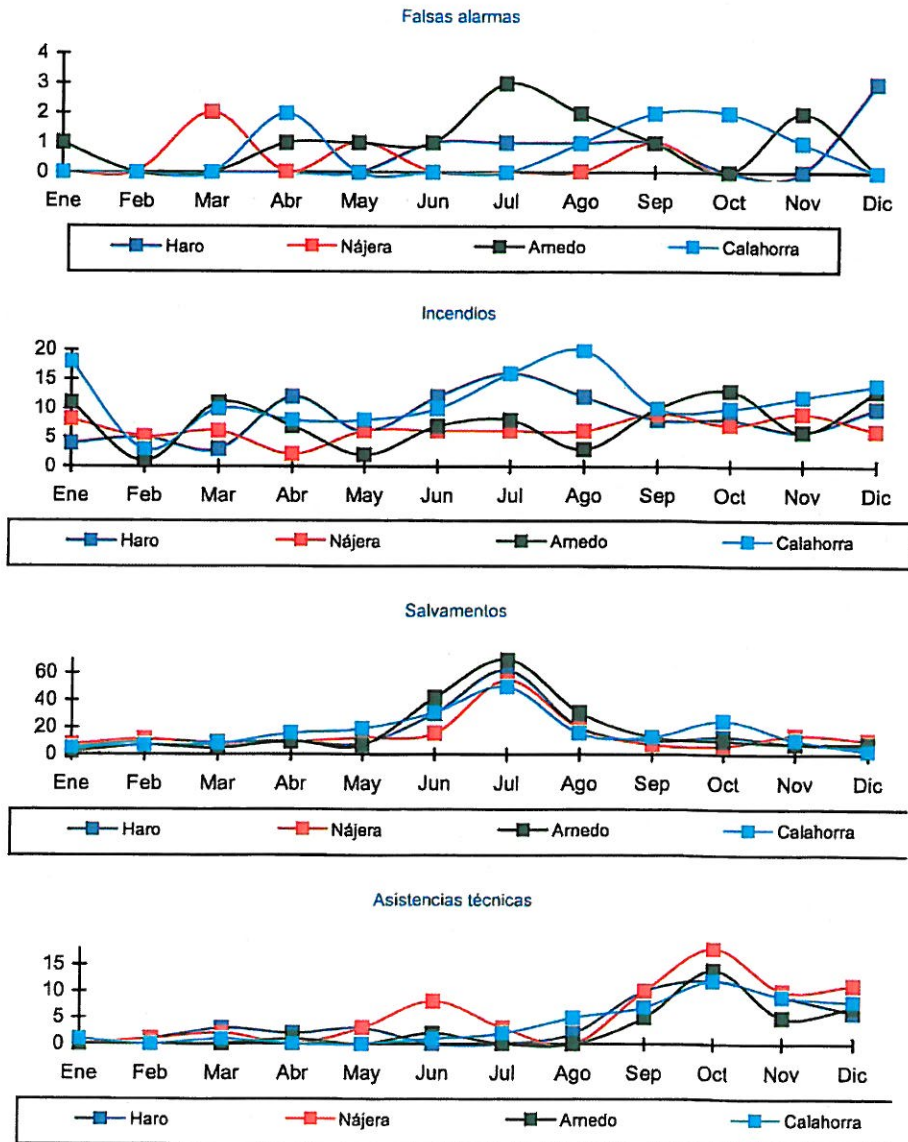 Falsas alarmas
4
3
2
1
0
Ene Feb Mar Abr May Jun Jul Ago Sep Oct Nov Dic
Haro Nájera Arnedo Calahorra
Incendios
20
15
10
5
0
Ene Feb Mar Abr May Jun Jul Ago Sep Oct Nov Dic
Haro Nájera Arnedo Calahorra
Salvamentos
60
40
20
0
Ene Feb Mar Abr May Jun Jul Ago Sep Oct Nov Dic
Haro Nájera Arnedo Calahorra
Asistencias técnicas
15
10
5
0
Ene Feb Mar Abr May Jun Jul Ago Sep Oct Nov Dic
Haro Nájera Arnedo Calahorra